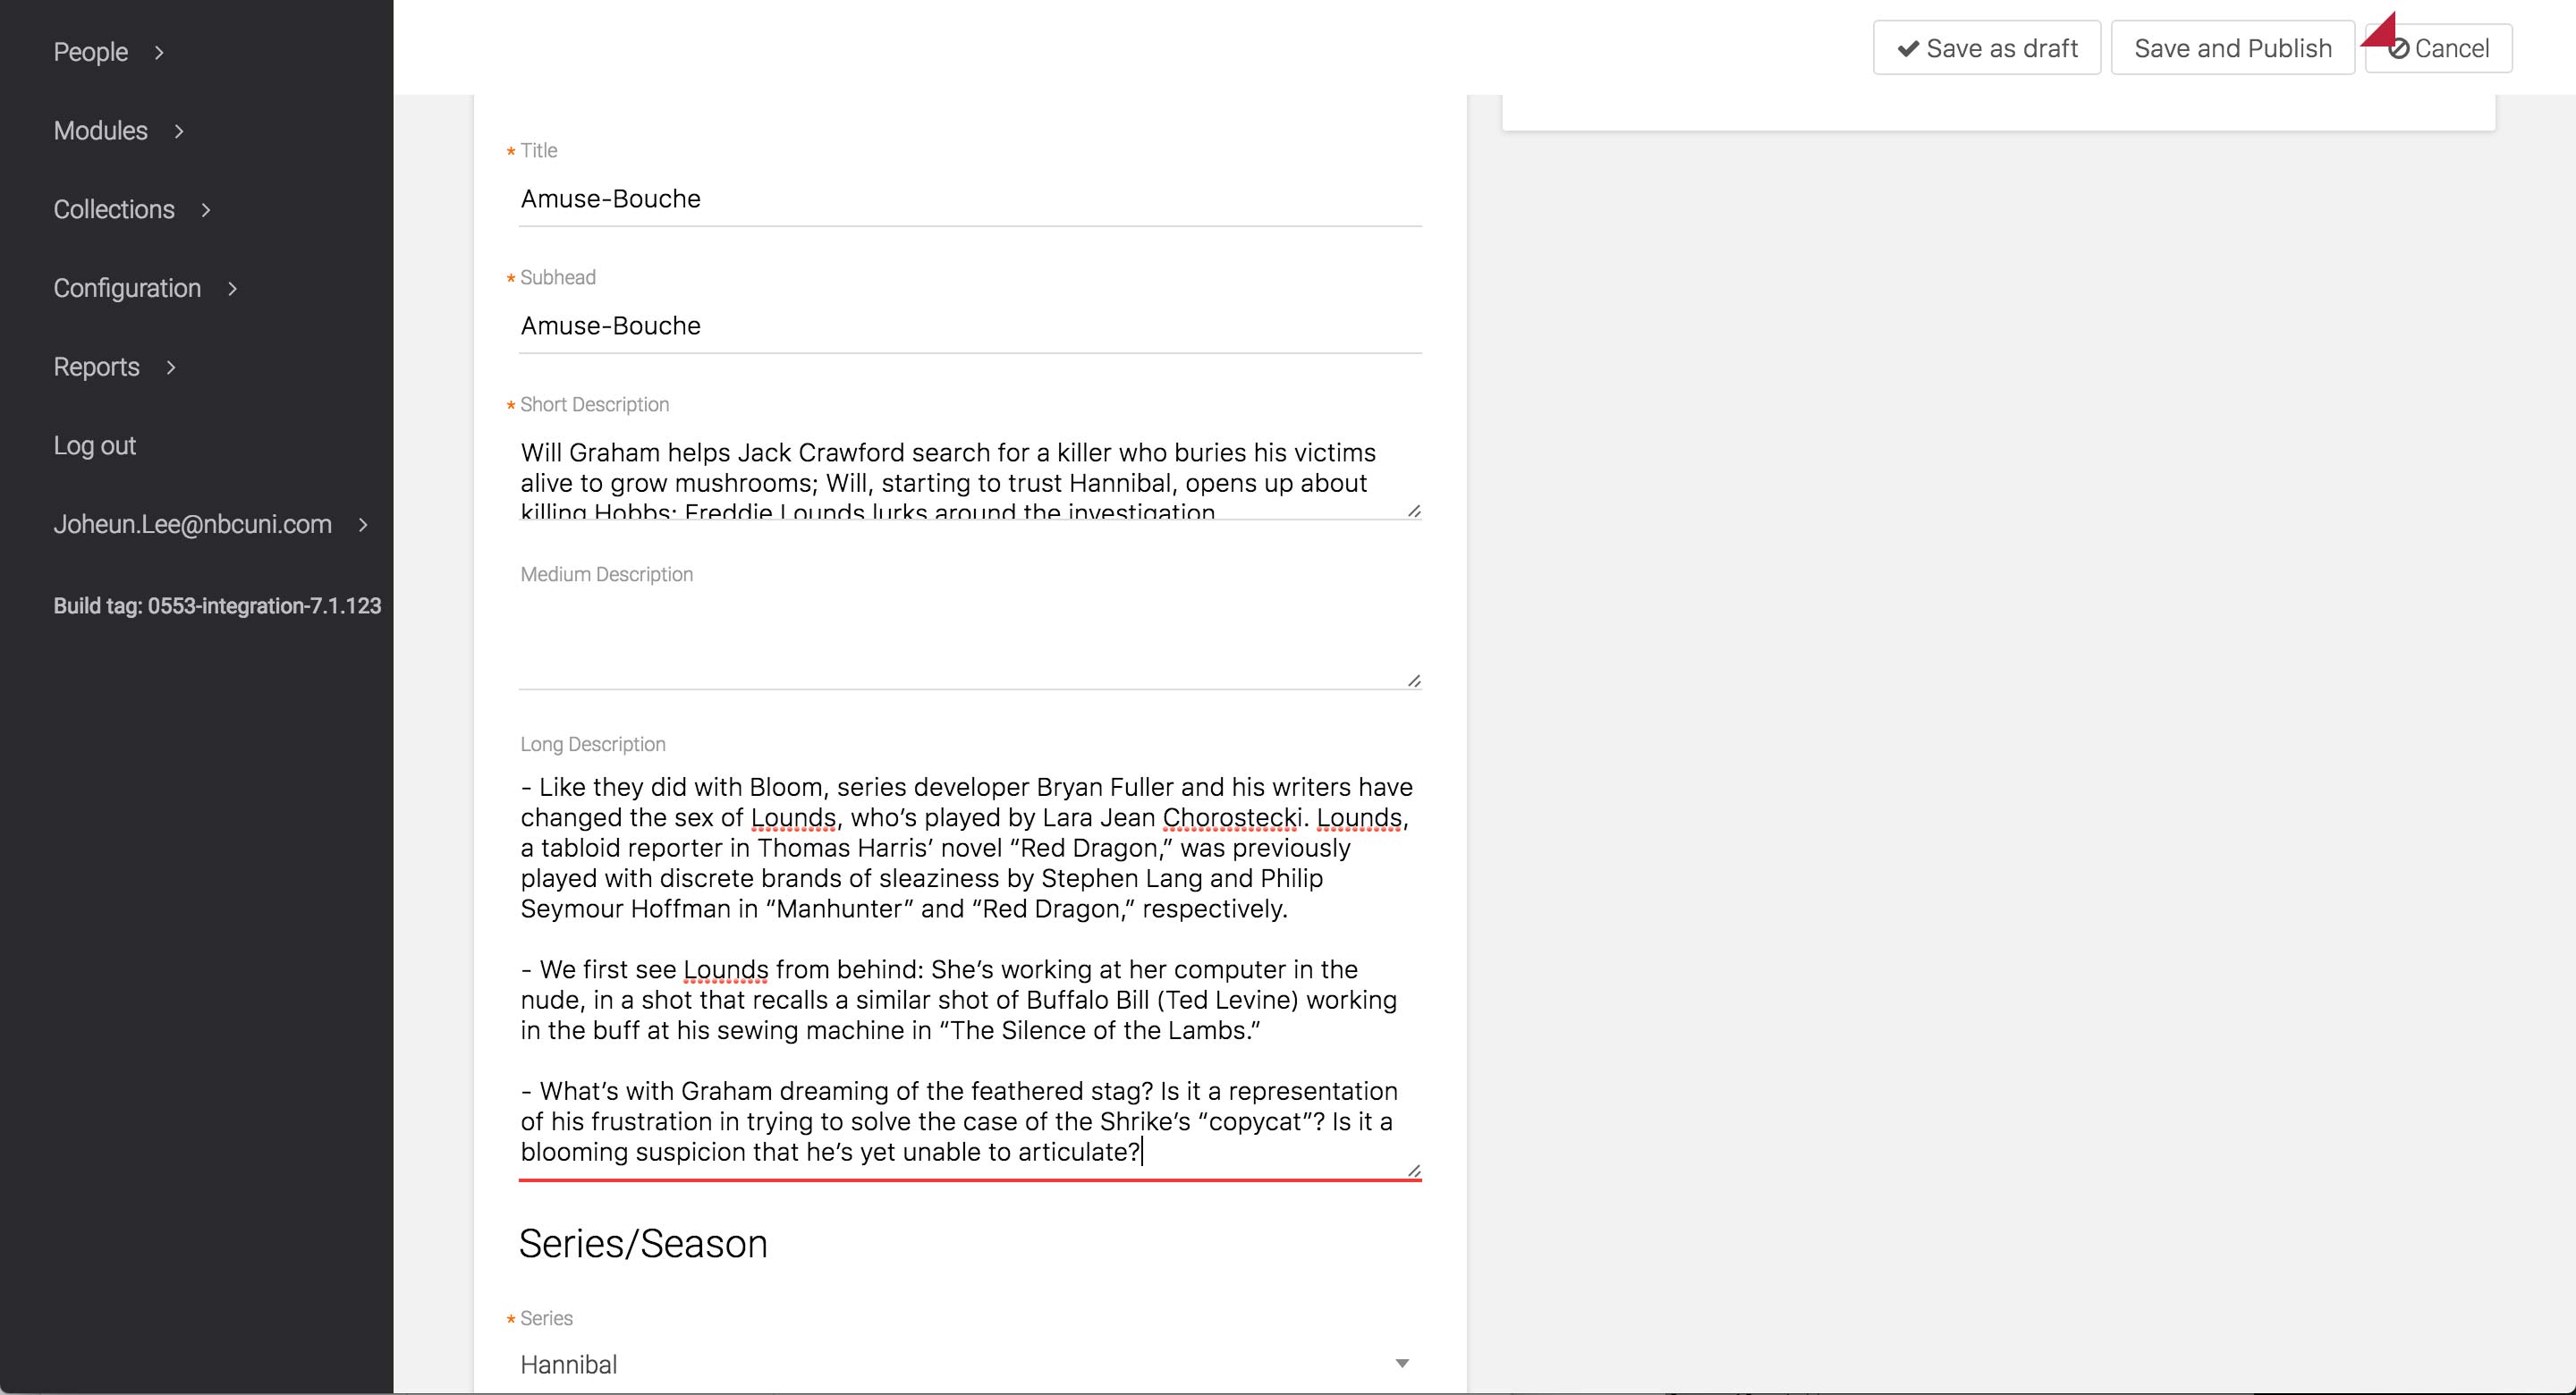 People
Modules
Collections
Configuration
Reports
Log out
Joheun.Lee@nbcuni.com
Build tag: 0553-integration-7.1.123
Save as draft
Save and Publish
Cancel
* Title
Amuse-Bouche
* Subhead
Amuse-Bouche
* Short Description
Will Graham helps Jack Crawford search for a killer who buries his victims
alive to grow mushrooms; Will, starting to trust Hannibal, opens up about
killing Hobbs; Freddie Lounds lurks around the investigation
Medium Description
Long Description
- Like they did with Bloom, series developer Bryan Fuller and his writers have
changed the sex of Lounds, who’s played by Lara Jean Chorostecki. Lounds,
a tabloid reporter in Thomas Harris’ novel “Red Dragon,” was previously
played with discrete brands of sleaziness by Stephen Lang and Philip
Seymour Hoffman in “Manhunter” and “Red Dragon,” respectively.
- We first see Lounds from behind: She’s working at her computer in the
nude, in a shot that recalls a similar shot of Buffalo Bill (Ted Levine) working
in the buff at his sewing machine in “The Silence of the Lambs.”
- What’s with Graham dreaming of the feathered stag? Is it a representation
of his frustration in trying to solve the case of the Shrike’s “copycat”? Is it a
blooming suspicion that he’s yet unable to articulate?
Series/Season
* Series
Hannibal